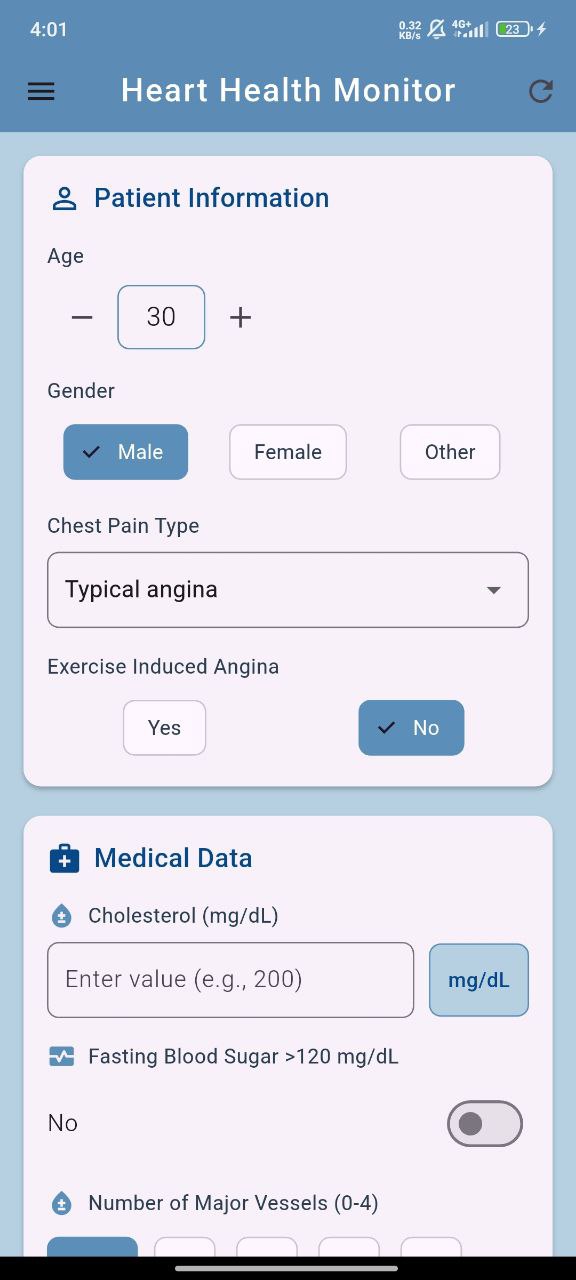 4:01
0.32 KB/s 4G+ 23
Heart Health Monitor
Patient Information
Age
30
Gender
Male Female Other
Chest Pain Type
Typical angina
Exercise Induced Angina
Yes No
Medical Data
Cholesterol (mg/dL)
Enter value (e.g., 200) mg/dL
Fasting Blood Sugar >120 mg/dL
No
Number of Major Vessels (0-4)